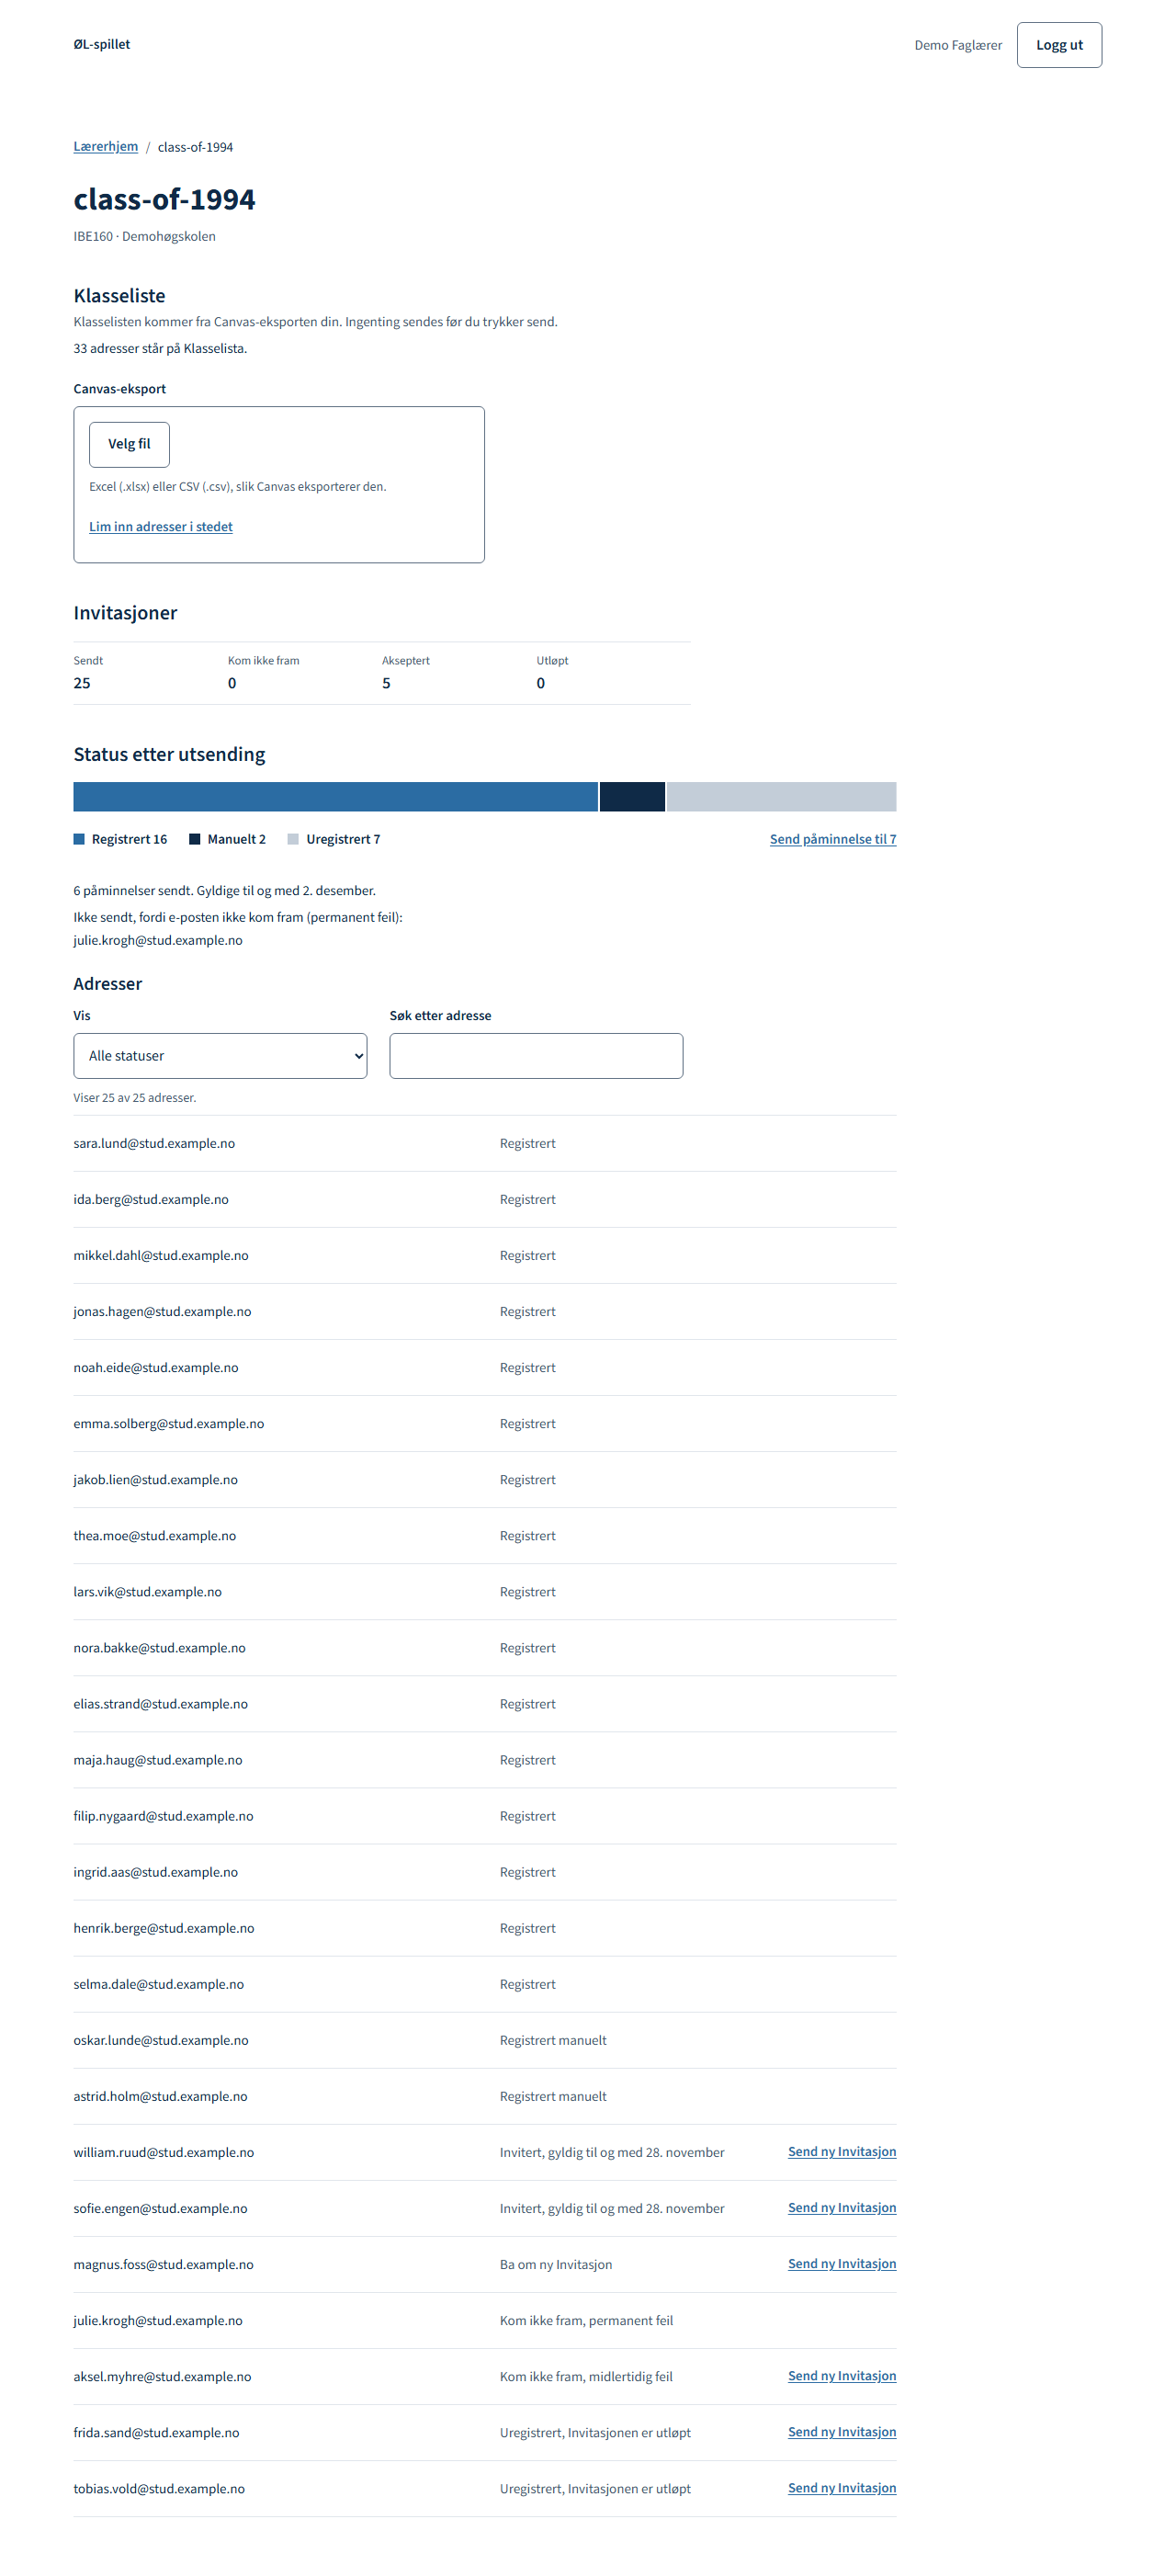 ØL-spillet
Demo Faglærer
Logg ut
Lærerhjem / class-of-1994
class-of-1994
IBE160 · Demohøgskolen
Klasseliste
Klasselisten kommer fra Canvas-eksporten din. Ingenting sendes før du trykker send.
33 adresser står på Klasselista.
Canvas-eksport
Velg fil
Excel (.xlsx) eller CSV (.csv), slik Canvas eksporterer den.
Lim inn adresser i stedet
Invitasjoner
Sendt
25
Kom ikke fram
0
Akseptert
5
Utløpt
0
Status etter utsending
Registrert 16
Manuelt 2
Uregistrert 7
Send påminnelse til 7
6 påminnelser sendt. Gyldige til og med 2. desember.
Ikke sendt, fordi e-posten ikke kom fram (permanent feil):
julie.krogh@stud.example.no
Adresser
Vis
Søk etter adresse
Alle statuser
Viser 25 av 25 adresser.
sara.lund@stud.example.no Registrert
ida.berg@stud.example.no Registrert
mikkel.dahl@stud.example.no Registrert
jonas.hagen@stud.example.no Registrert
noah.eide@stud.example.no Registrert
emma.solberg@stud.example.no Registrert
jakob.lien@stud.example.no Registrert
thea.moe@stud.example.no Registrert
lars.vik@stud.example.no Registrert
nora.bakke@stud.example.no Registrert
elias.strand@stud.example.no Registrert
maja.haug@stud.example.no Registrert
filip.nygaard@stud.example.no Registrert
ingrid.aas@stud.example.no Registrert
henrik.berge@stud.example.no Registrert
selma.dale@stud.example.no Registrert
oskar.lunde@stud.example.no Registrert manuelt
astrid.holm@stud.example.no Registrert manuelt
william.ruud@stud.example.no Invitert, gyldig til og med 28. november Send ny Invitasjon
sofie.engen@stud.example.no Invitert, gyldig til og med 28. november Send ny Invitasjon
magnus.foss@stud.example.no Ba om ny Invitasjon Send ny Invitasjon
julie.krogh@stud.example.no Kom ikke fram, permanent feil
aksel.myhre@stud.example.no Kom ikke fram, midlertidig feil Send ny Invitasjon
frida.sand@stud.example.no Uregistrert, Invitasjonen er utløpt Send ny Invitasjon
tobias.vold@stud.example.no Uregistrert, Invitasjonen er utløpt Send ny Invitasjon